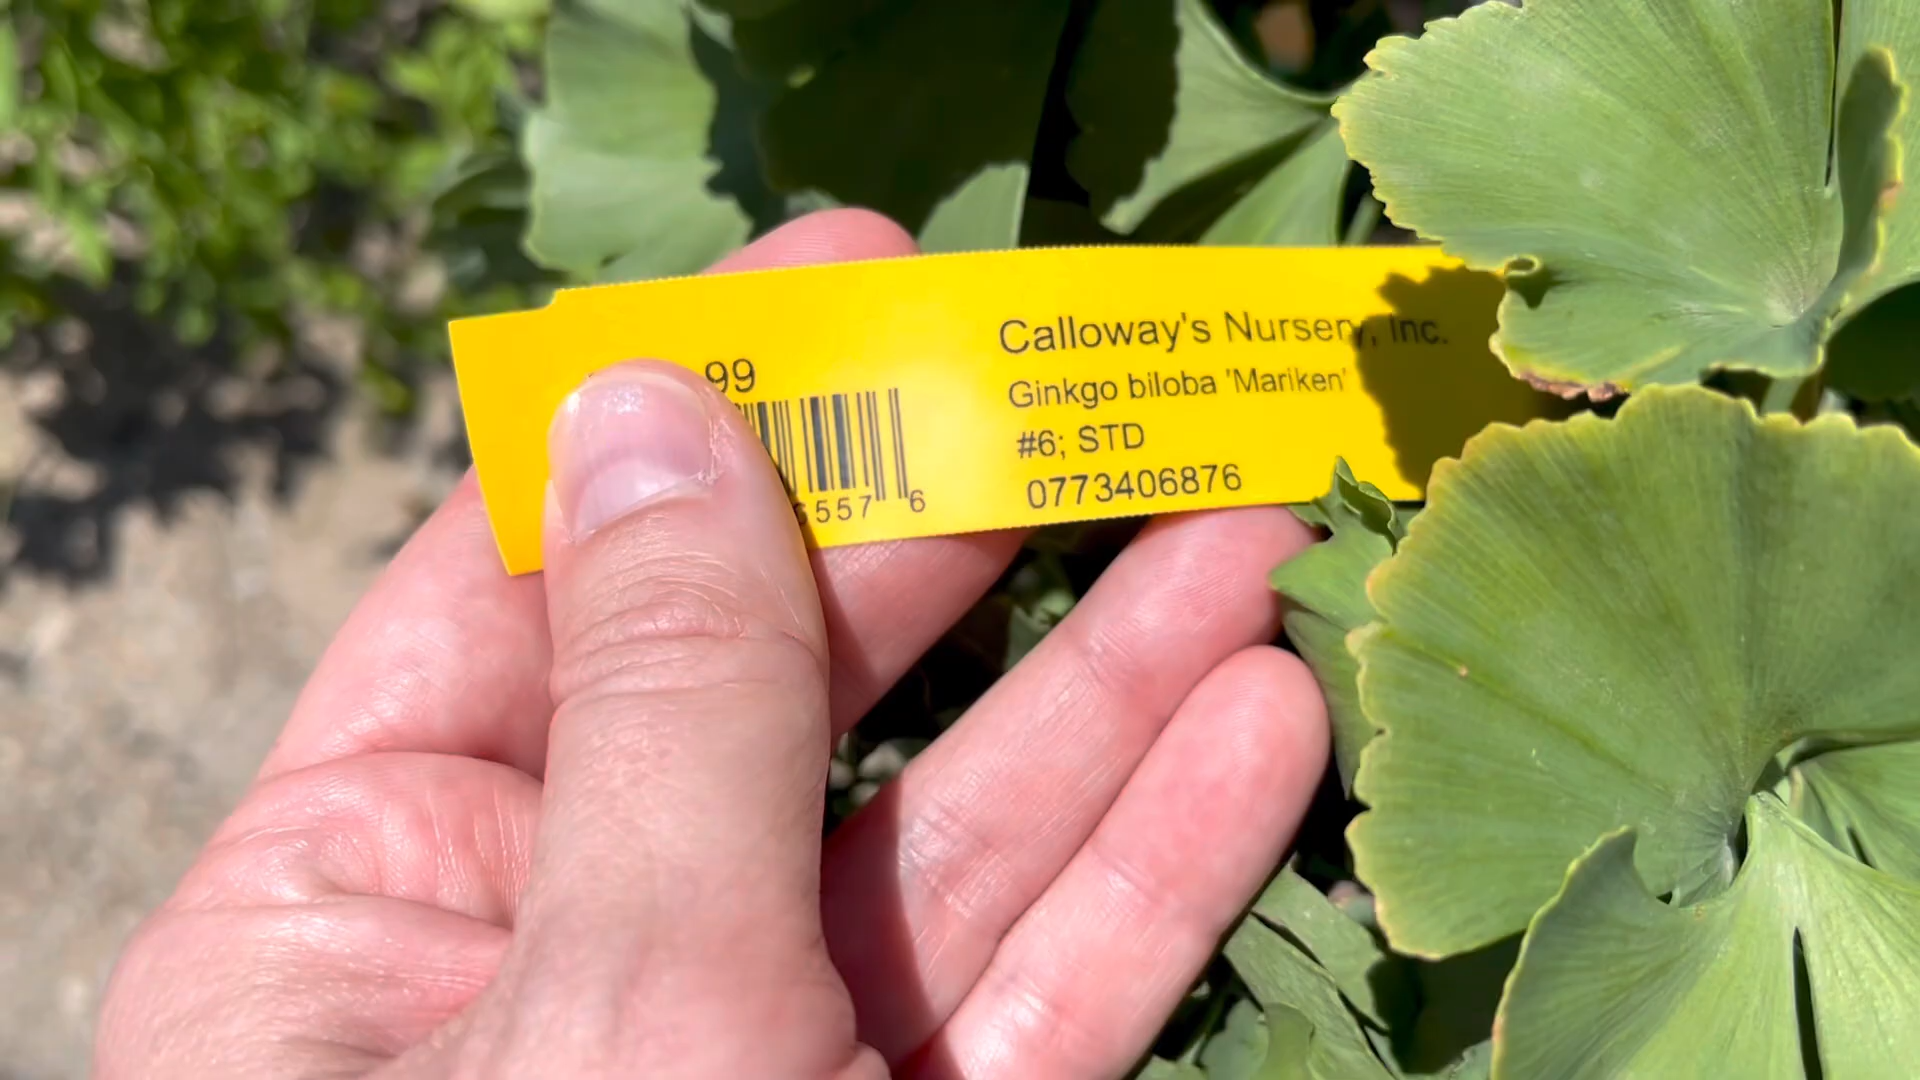 99
Calloway's Nursery, Inc.
Ginkgo biloba 'Mariken'
#6; STD
0773406876
557 6